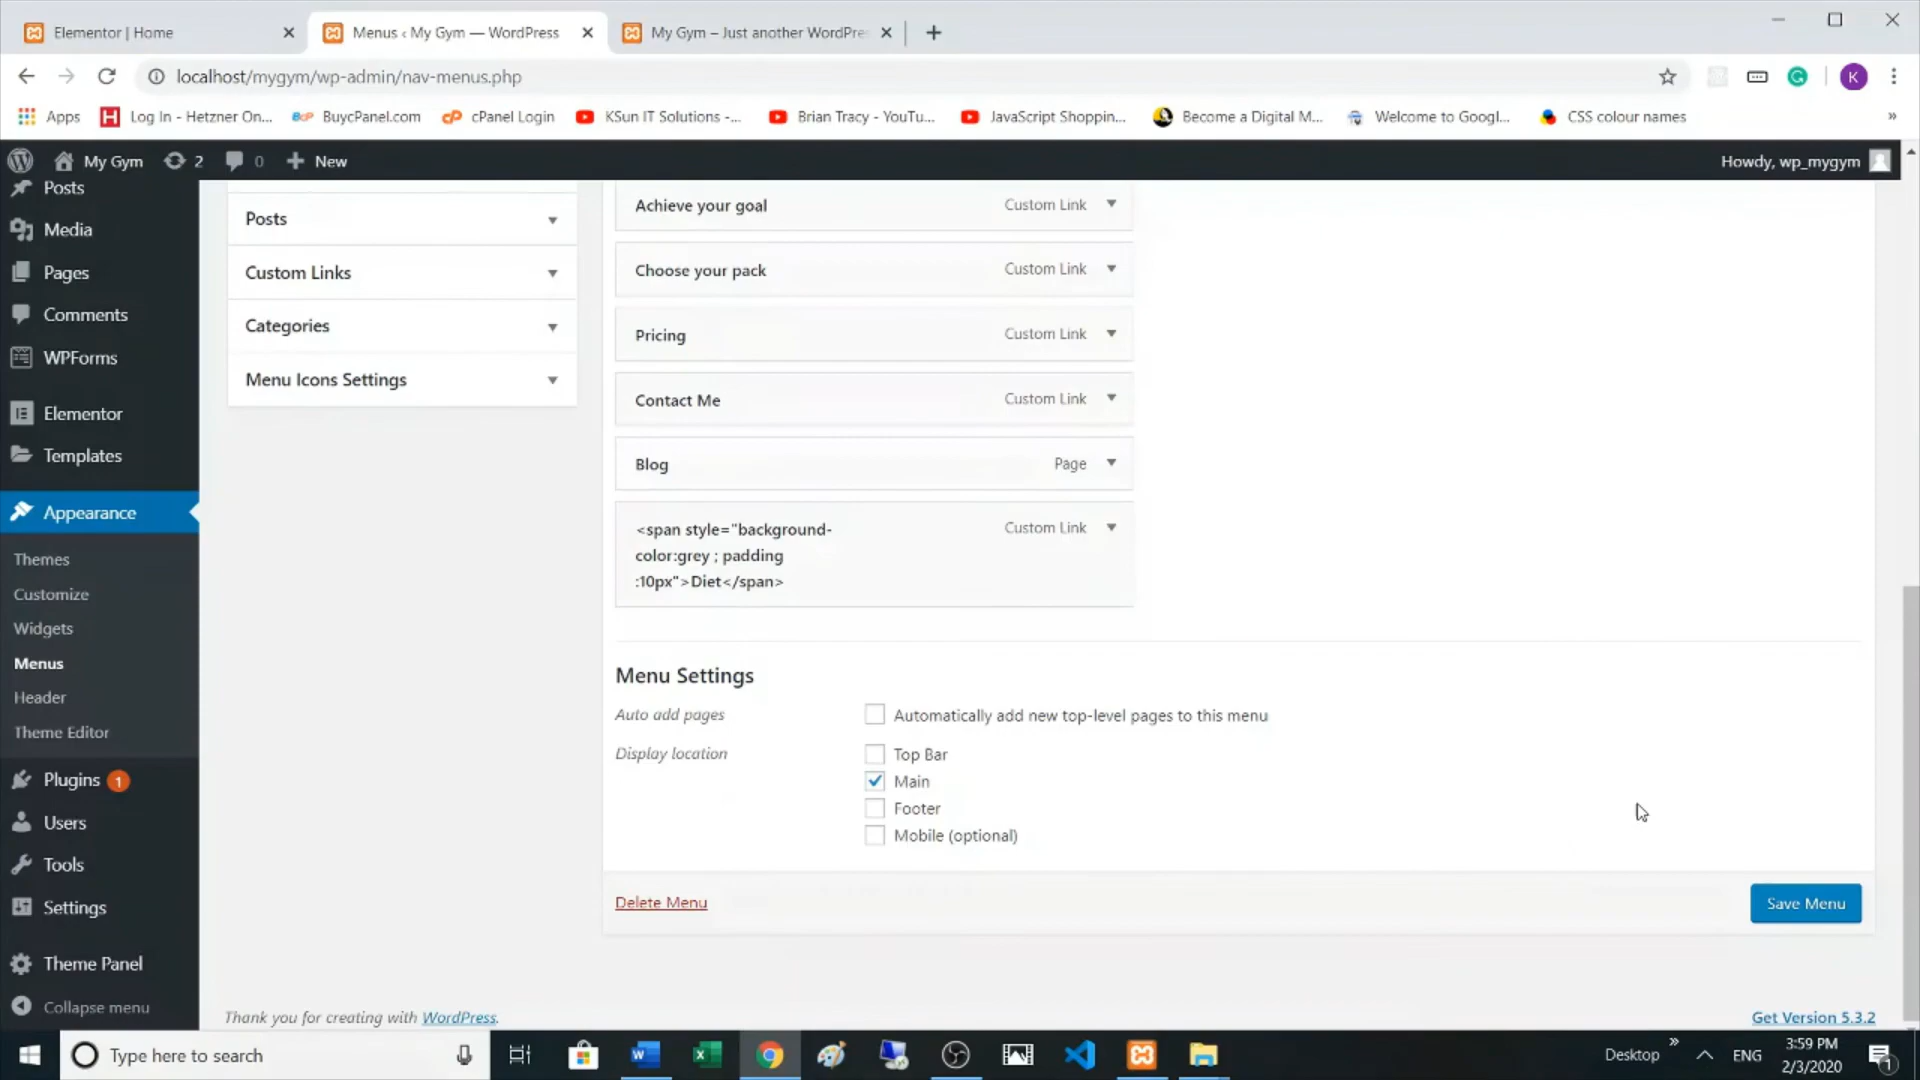 Elementor | Home
Menus ‹ My Gym — WordPress
My Gym – Just another WordPre
localhost/mygym/wp-admin/nav-menus.php
K
Apps
Log In - Hetzner On...
BuycPanel.com
cPanel Login
KSun IT Solutions -...
Brian Tracy - YouTu...
JavaScript Shoppin...
Become a Digital M...
Welcome to Googl...
CSS colour names
»
My Gym
2
0
New
Howdy, wp_mygym
Posts
Media
Pages
Comments
WPForms
Elementor
Templates
Appearance
Themes
Customize
Widgets
Menus
Header
Theme Editor
Plugins 1
Users
Tools
Settings
Theme Panel
Collapse menu
Posts
Custom Links
Categories
Menu Icons Settings
Achieve your goal Custom Link
Choose your pack Custom Link
Pricing Custom Link
Contact Me Custom Link
Blog Page
<span style="background- Custom Link
color:grey ; padding
:10px">Diet</span>
Menu Settings
Auto add pages Automatically add new top-level pages to this menu
Display location Top Bar
Main
Footer
Mobile (optional)
Delete Menu
Save Menu
Thank you for creating with WordPress.
Get Version 5.3.2
Type here to search
Desktop »
ENG
3:59 PM
2/3/2020
1